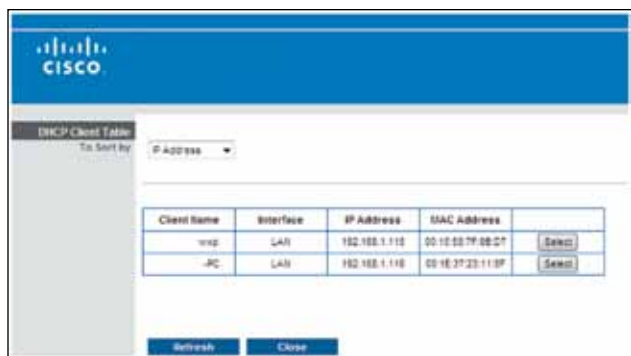 CISCO
DHCP Client Table
To Sort by
IP Address
Client Name Interface IP Address MAC Address
wxp LAN Select
-PC LAN Select
Refresh Close